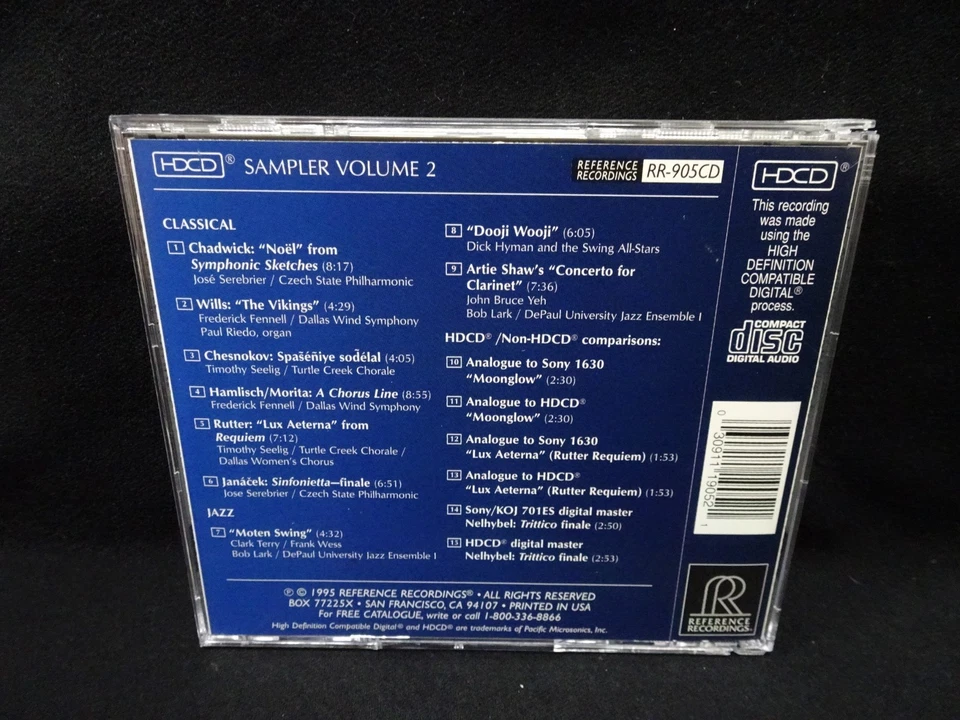 HDCD® SAMPLER VOLUME 2
REFERENCE RECORDINGS RR-905CD
CLASSICAL
1 Chadwick: “Noël” from
Symphonic Sketches (8:17)
José Serebrier / Czech State Philharmonic
2 Wills: “The Vikings” (4:29)
Frederick Fennell / Dallas Wind Symphony
Paul Riedo, organ
3 Chesnokov: Spaséñiye sodélal (4:05)
Timothy Seelig / Turtle Creek Chorale
4 Hamlisch/Morita: A Chorus Line (8:55)
Frederick Fennell / Dallas Wind Symphony
5 Rutter: “Lux Aeterna” from
Requiem (7:12)
Timothy Seelig / Turtle Creek Chorale /
Dallas Women's Chorus
6 Janáček: Sinfonietta—finale (6:51)
Jose Serebrier / Czech State Philharmonic
JAZZ
7 “Moten Swing” (4:32)
Clark Terry / Frank Wess
Bob Lark / DePaul University Jazz Ensemble I
8 “Dooji Wooji” (6:05)
Dick Hyman and the Swing All-Stars
9 Artie Shaw's “Concerto for
Clarinet” (7:36)
John Bruce Yeh
Bob Lark / DePaul University Jazz Ensemble I
HDCD® /Non-HDCD® comparisons:
10 Analogue to Sony 1630
“Moonglow” (2:30)
11 Analogue to HDCD®
“Moonglow” (2:30)
12 Analogue to Sony 1630
“Lux Aeterna” (Rutter Requiem) (1:53)
13 Analogue to HDCD®
“Lux Aeterna” (Rutter Requiem) (1:53)
14 Sony/KOJ 701ES digital master
Nelhybel: Trittico finale (2:50)
15 HDCD® digital master
Nelhybel: Trittico finale (2:53)
℗ © 1995 REFERENCE RECORDINGS® • ALL RIGHTS RESERVED
BOX 77225X • SAN FRANCISCO, CA 94107 • PRINTED IN USA
For FREE CATALOGUE, write or call 1-800-336-8866
High Definition Compatible Digital® and HDCD® are trademarks of Pacific Microsonics, Inc.
HDCD®
This recording
was made
using the
HIGH
DEFINITION
COMPATIBLE
DIGITAL®
process.
COMPACT
disc
DIGITAL AUDIO
0 30911 19052 1
RR
REFERENCE
RECORDINGS®